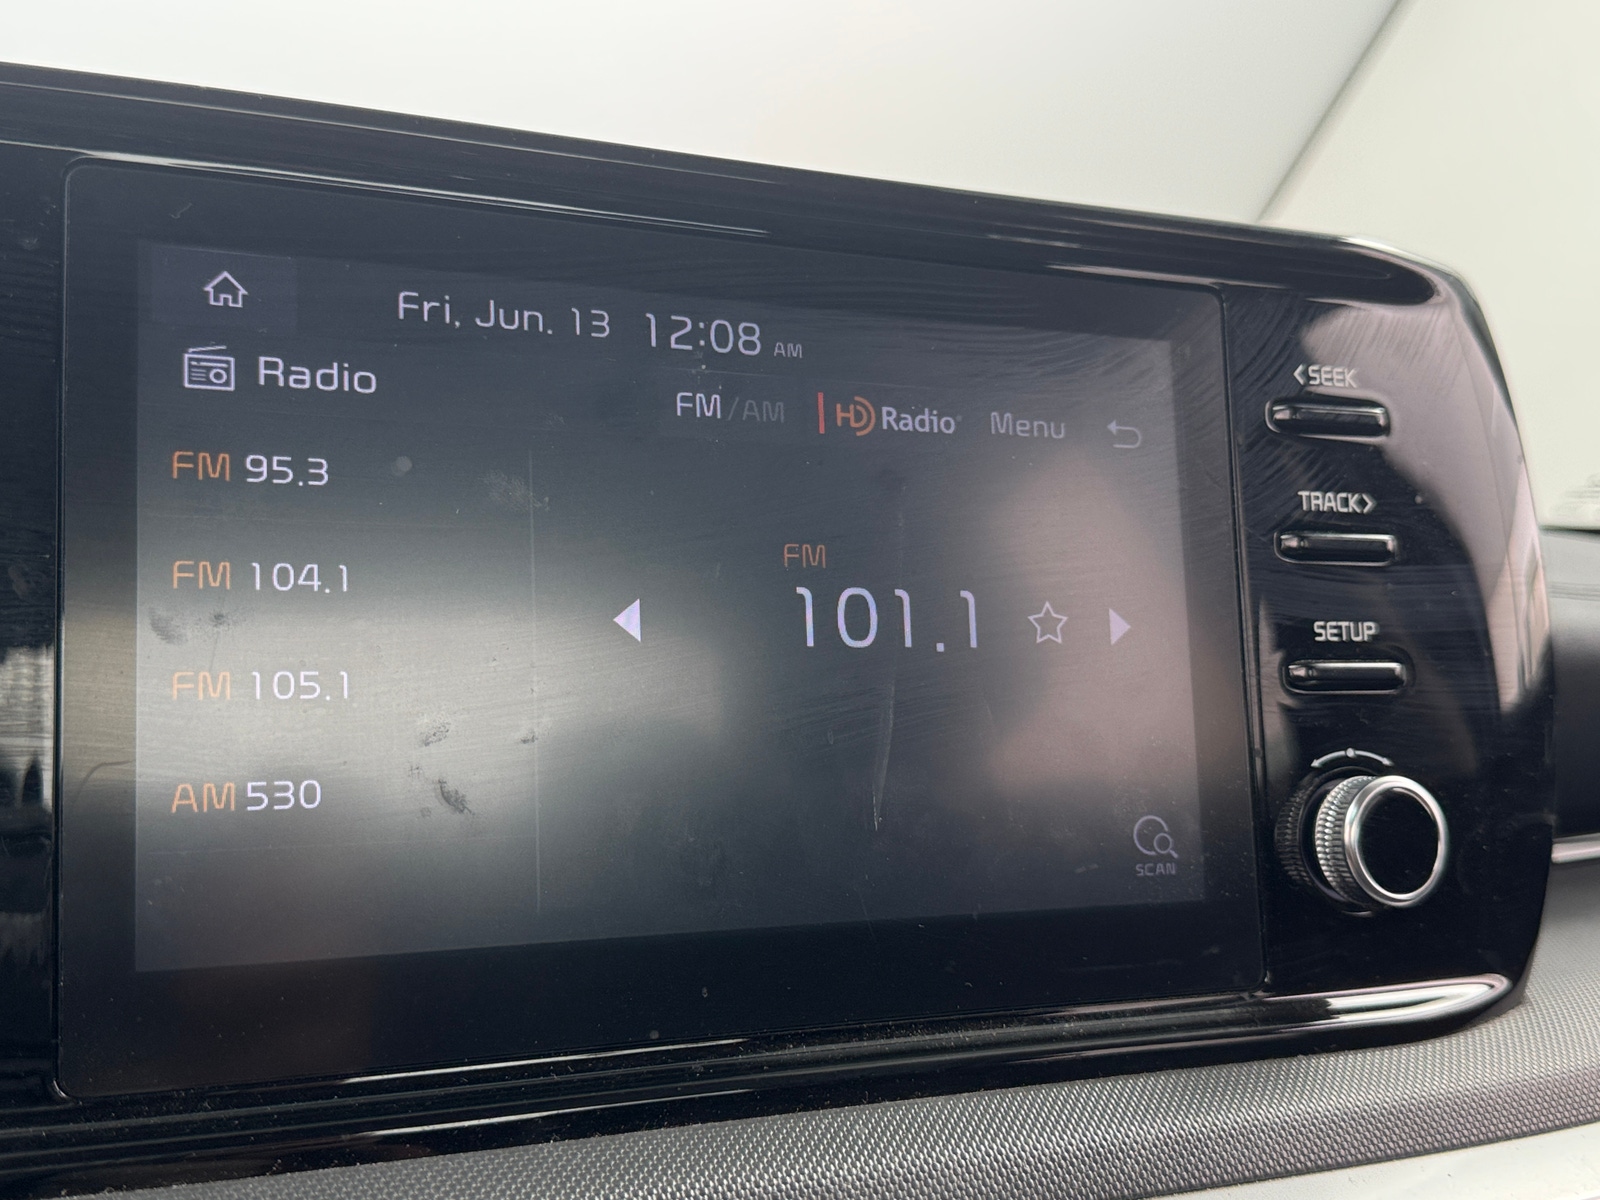 Fri, Jun. 13 12:08 AM
Radio
FM/AM HD Radio Menu
FM 95.3
FM 104.1
FM 105.1
AM 530
FM
101.1
SCAN
<SEEK
TRACK>
SETUP